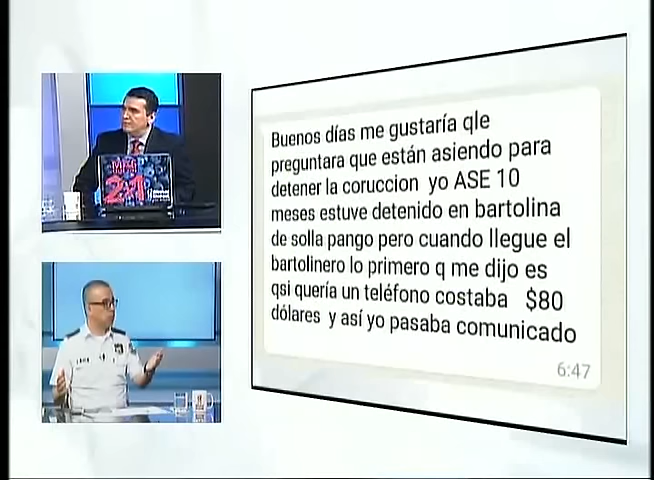 Buenos días me gustaría qle
preguntara que están asiendo para
detener la coruccion yo ASE 10
meses estuve detenido en bartolina
de solla pango pero cuando llegue el
bartolinero lo primero q me dijo es
qsi quería un teléfono costaba $80
dólares y así yo pasaba comunicado
6:47
21